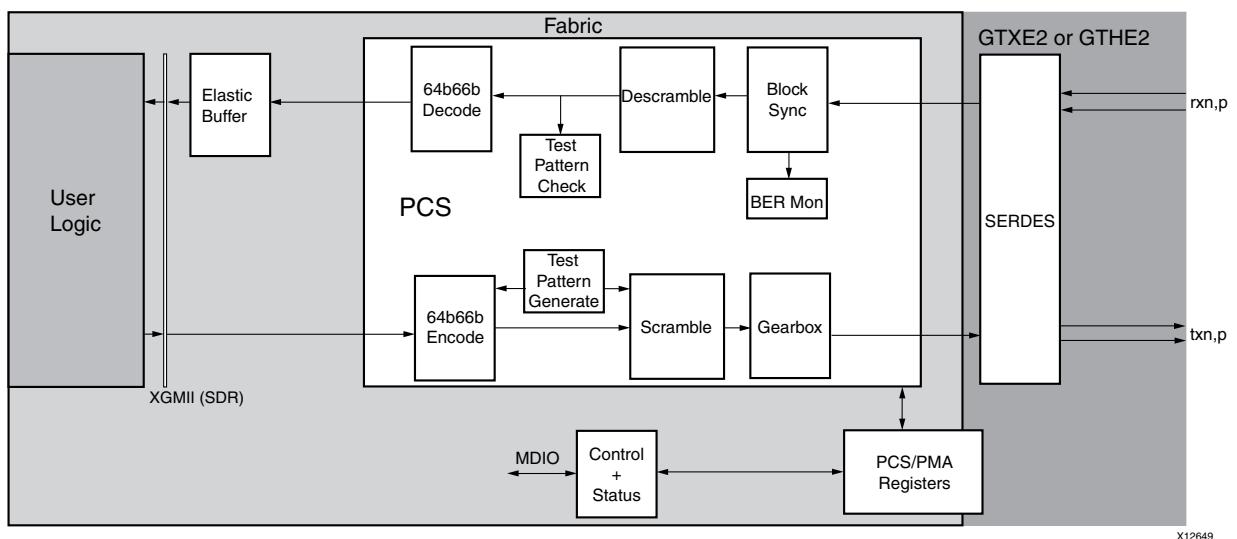 Fabric
GTXE2 or GTHE2
User
Logic
Elastic
Buffer
64b66b
Decode
Descramble
Block
Sync
rxn,p
Test
Pattern
Check
BER Mon
PCS
SERDES
Test
Pattern
Generate
64b66b
Encode
Scramble
Gearbox
txn,p
XGMII (SDR)
MDIO
Control
+
Status
PCS/PMA
Registers
X12649